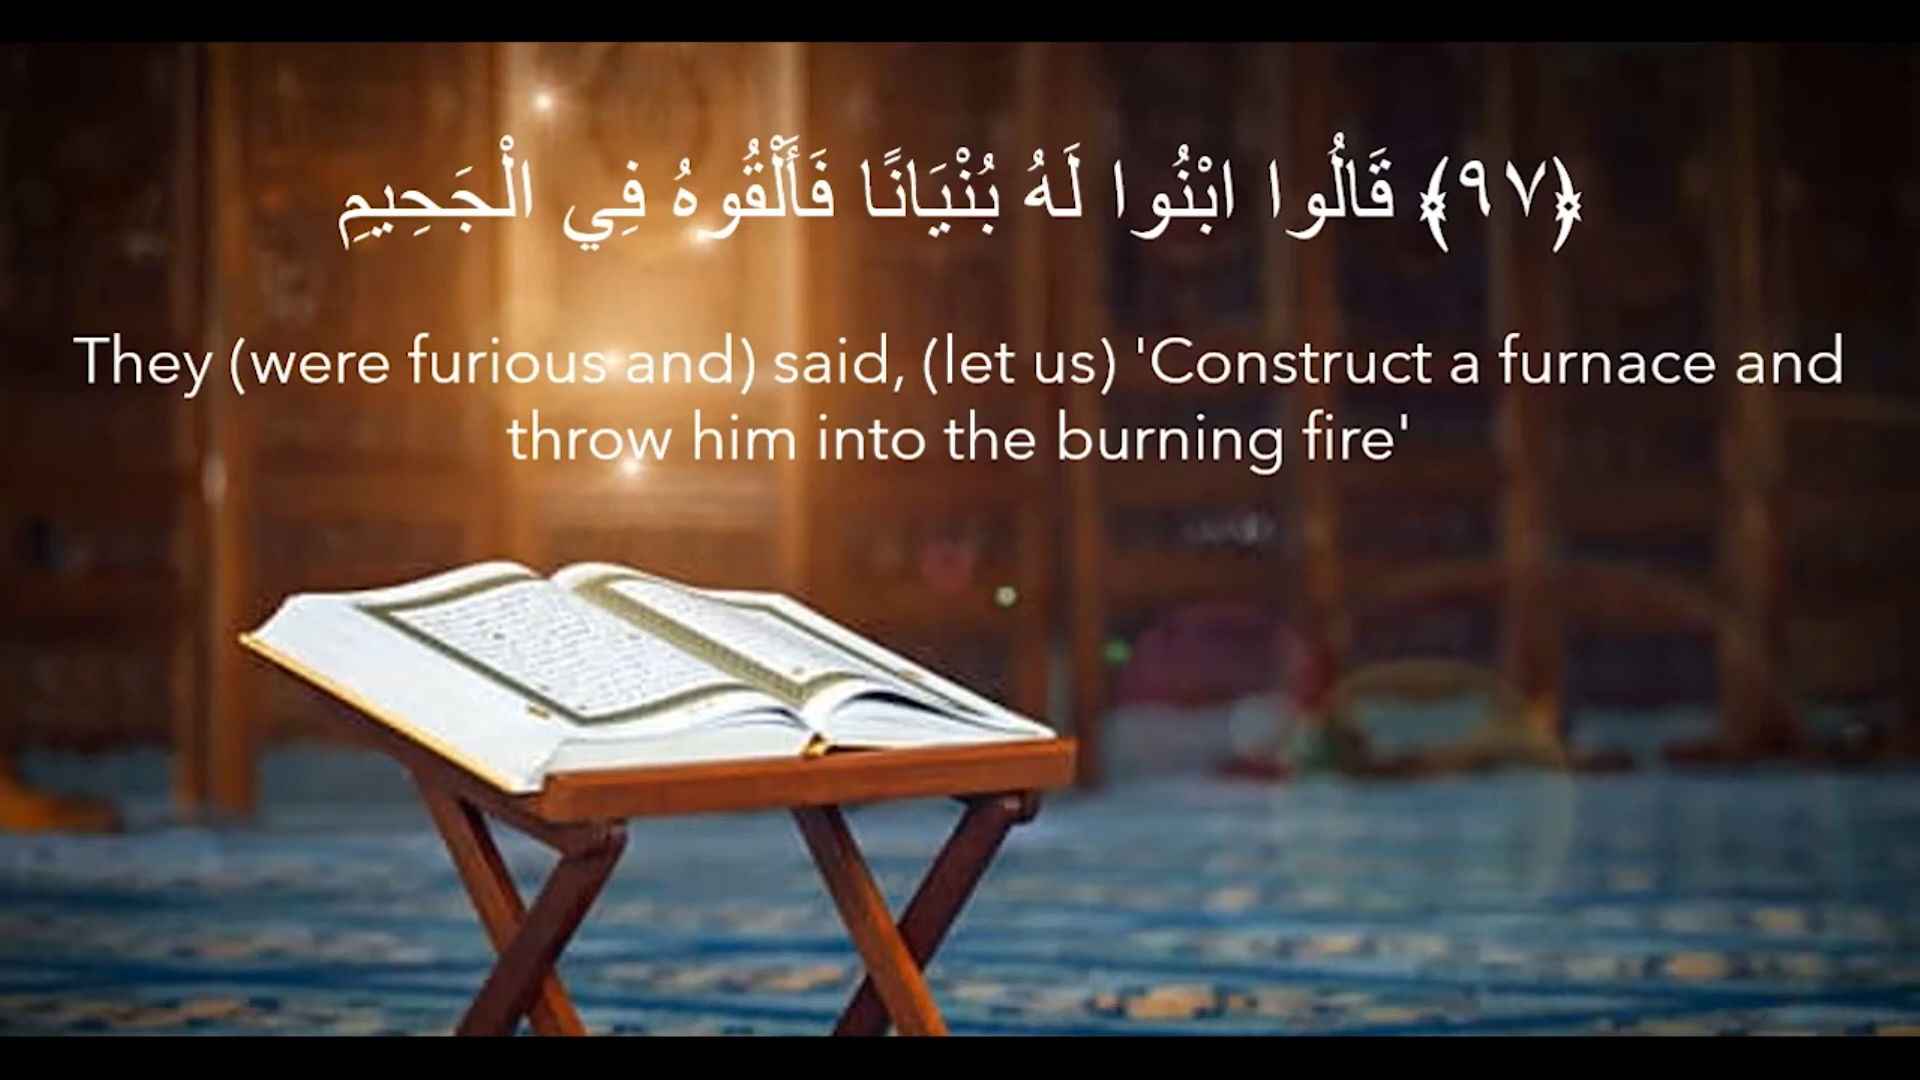 ﴿٩٧﴾ قَالُوا ابْنُوا لَهُ بُنْيَانًا فَأَلْقُوهُ فِي الْجَحِيمِ
They (were furious and) said, (let us) 'Construct a furnace and
throw him into the burning fire'